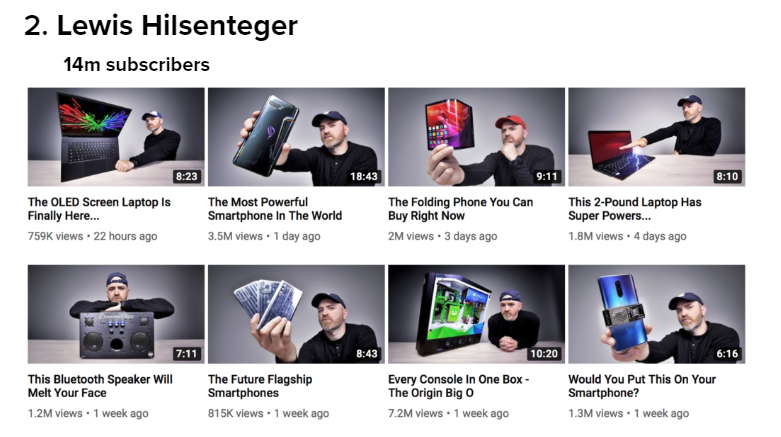 2. Lewis Hilsenteger
14m subscribers
8:23
18:43
9:11
8:10
The OLED Screen Laptop Is
Finally Here...
759K views • 22 hours ago
The Most Powerful
Smartphone In The World
3.5M views • 1 day ago
The Folding Phone You Can
Buy Right Now
2M views • 3 days ago
This 2-Pound Laptop Has
Super Powers...
1.8M views • 4 days ago
7:11
8:43
10:20
6:16
This Bluetooth Speaker Will
Melt Your Face
1.2M views • 1 week ago
The Future Flagship
Smartphones
815K views • 1 week ago
Every Console In One Box -
The Origin Big O
7.2M views • 1 week ago
Would You Put This On Your
Smartphone?
1.3M views • 1 week ago